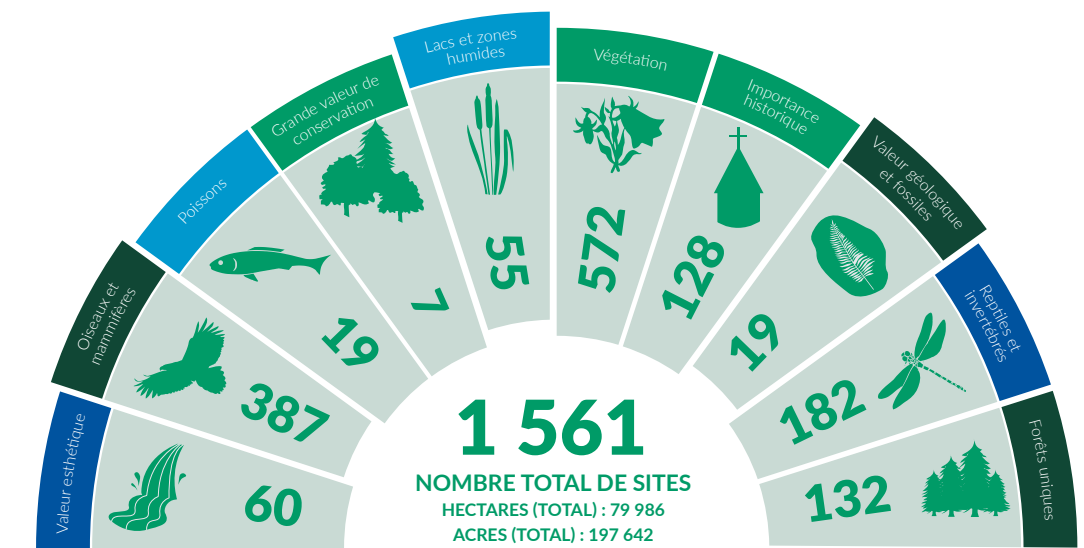 Valeur esthétique
60
Oiseaux et
mammifères
387
Poissons
19
Grande valeur de
conservation
7
Lacs et zones
humides
55
Végétation
572
Importance
historique
128
Valeur géologique
et fossiles
19
Reptiles et
invertébrés
182
Forêts uniques
132
1 561
NOMBRE TOTAL DE SITES
HECTARES (TOTAL) : 79 986
ACRES (TOTAL) : 197 642